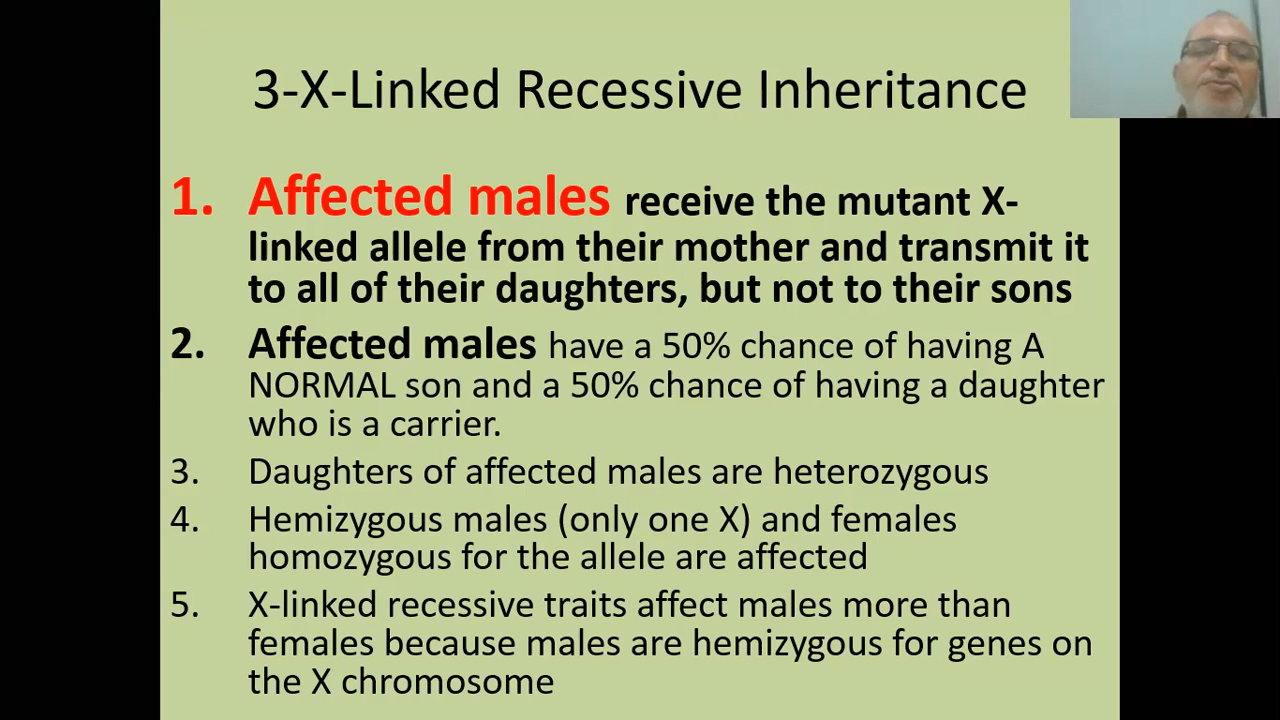 3-X-Linked Recessive Inheritance
1. Affected males receive the mutant X-
linked allele from their mother and transmit it
to all of their daughters, but not to their sons
2. Affected males have a 50% chance of having A
NORMAL son and a 50% chance of having a daughter
who is a carrier.
3. Daughters of affected males are heterozygous
4. Hemizygous males (only one X) and females
homozygous for the allele are affected
5. X-linked recessive traits affect males more than
females because males are hemizygous for genes on
the X chromosome